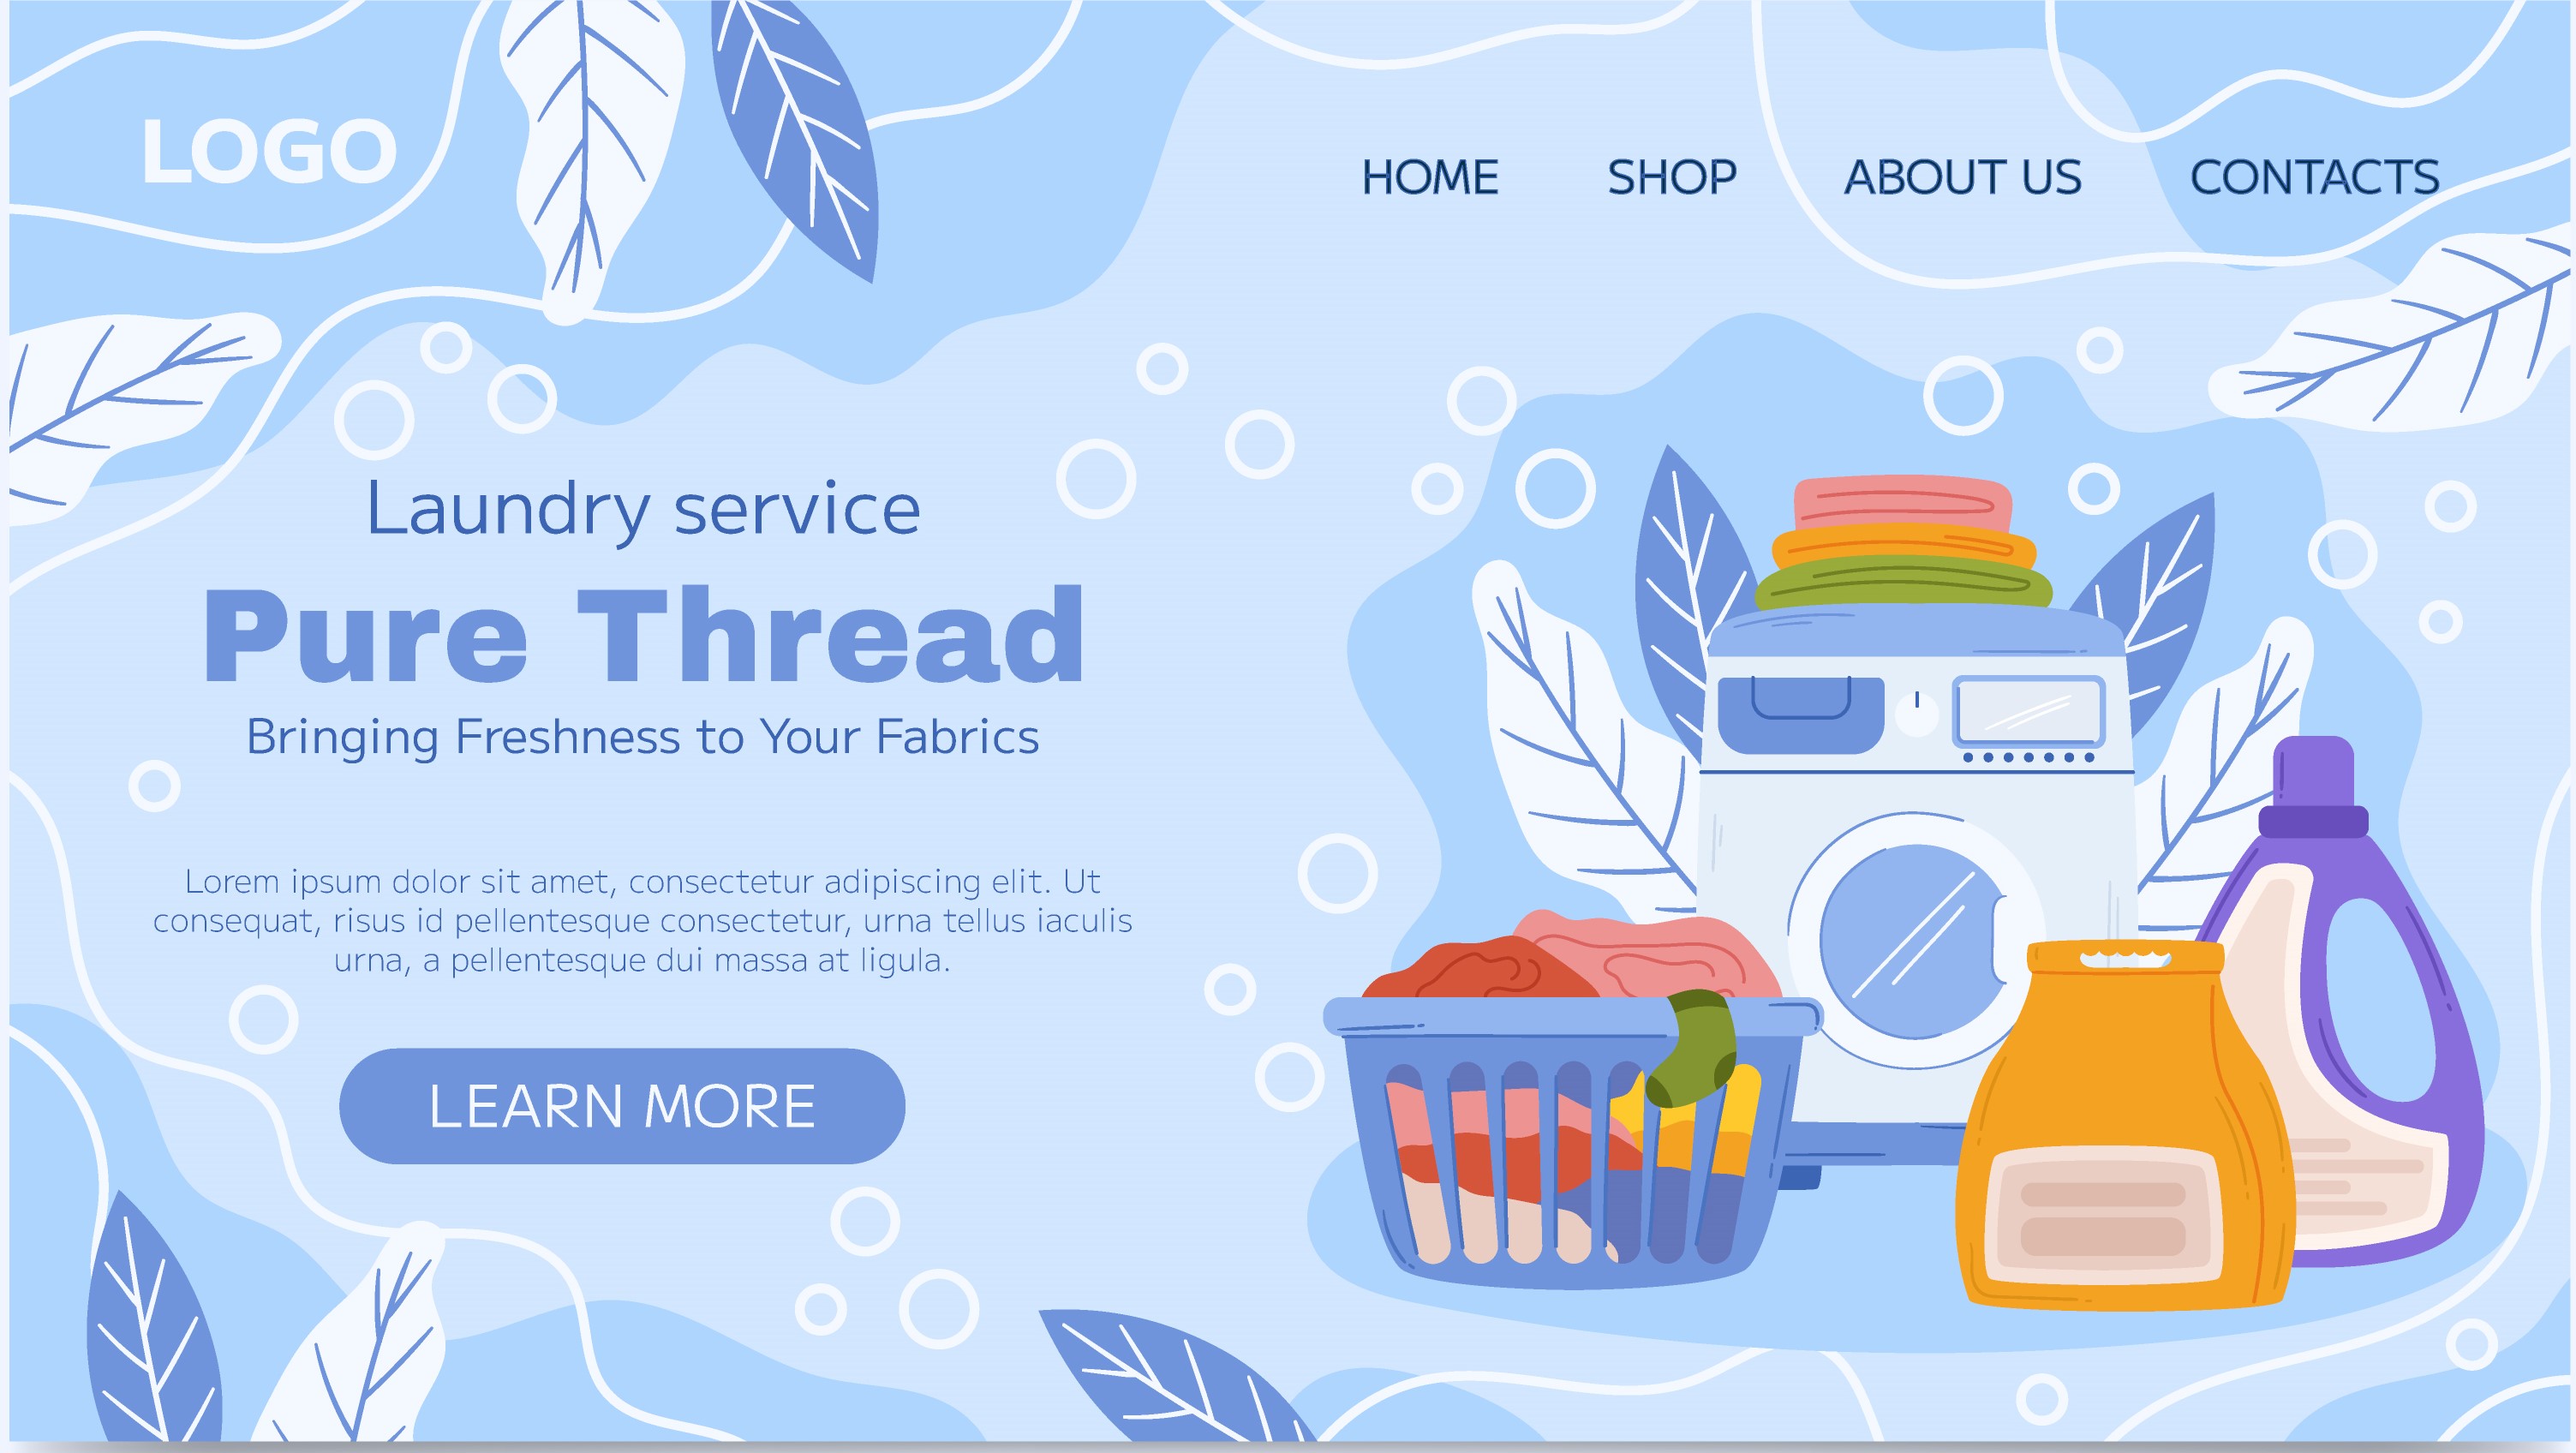 LOGO
HOME
SHOP
ABOUT US
CONTACTS
Laundry service
Pure Thread
Bringing Freshness to Your Fabrics
Lorem ipsum dolor sit amet, consectetur adipiscing elit. Ut
consequat, risus id pellentesque consectetur, urna tellus iaculis
urna, a pellentesque dui massa at ligula.
LEARN MORE